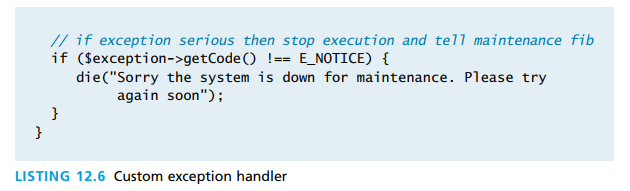 // if exception serious then stop execution and tell maintenance fib
if ($exception->getCode() !== E_NOTICE) {
die("Sorry the system is down for maintenance. Please try
again soon");
}
}
LISTING 12.6 Custom exception handler